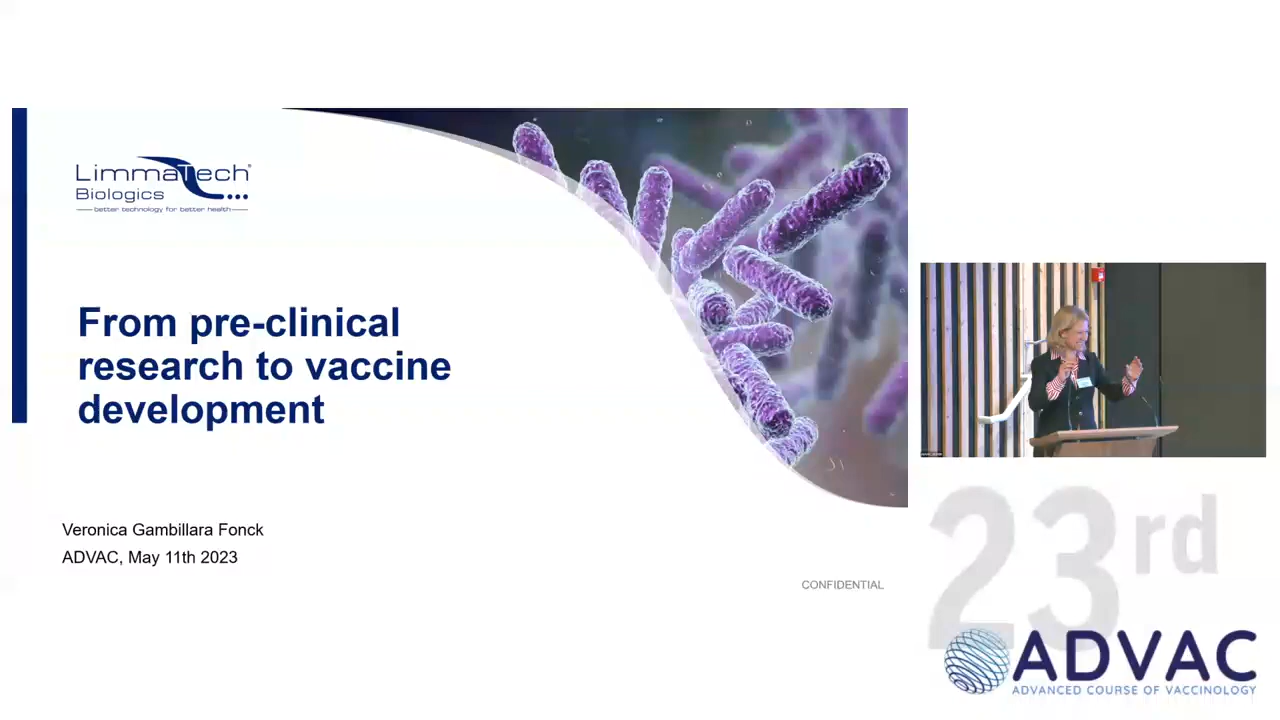 LimmaTech®
Biologics
better technology for better health
From pre-clinical
research to vaccine
development
Veronica Gambillara Fonck
ADVAC, May 11th 2023
CONFIDENTIAL
23rd
ADVAC
ADVANCED COURSE OF VACCINOLOGY